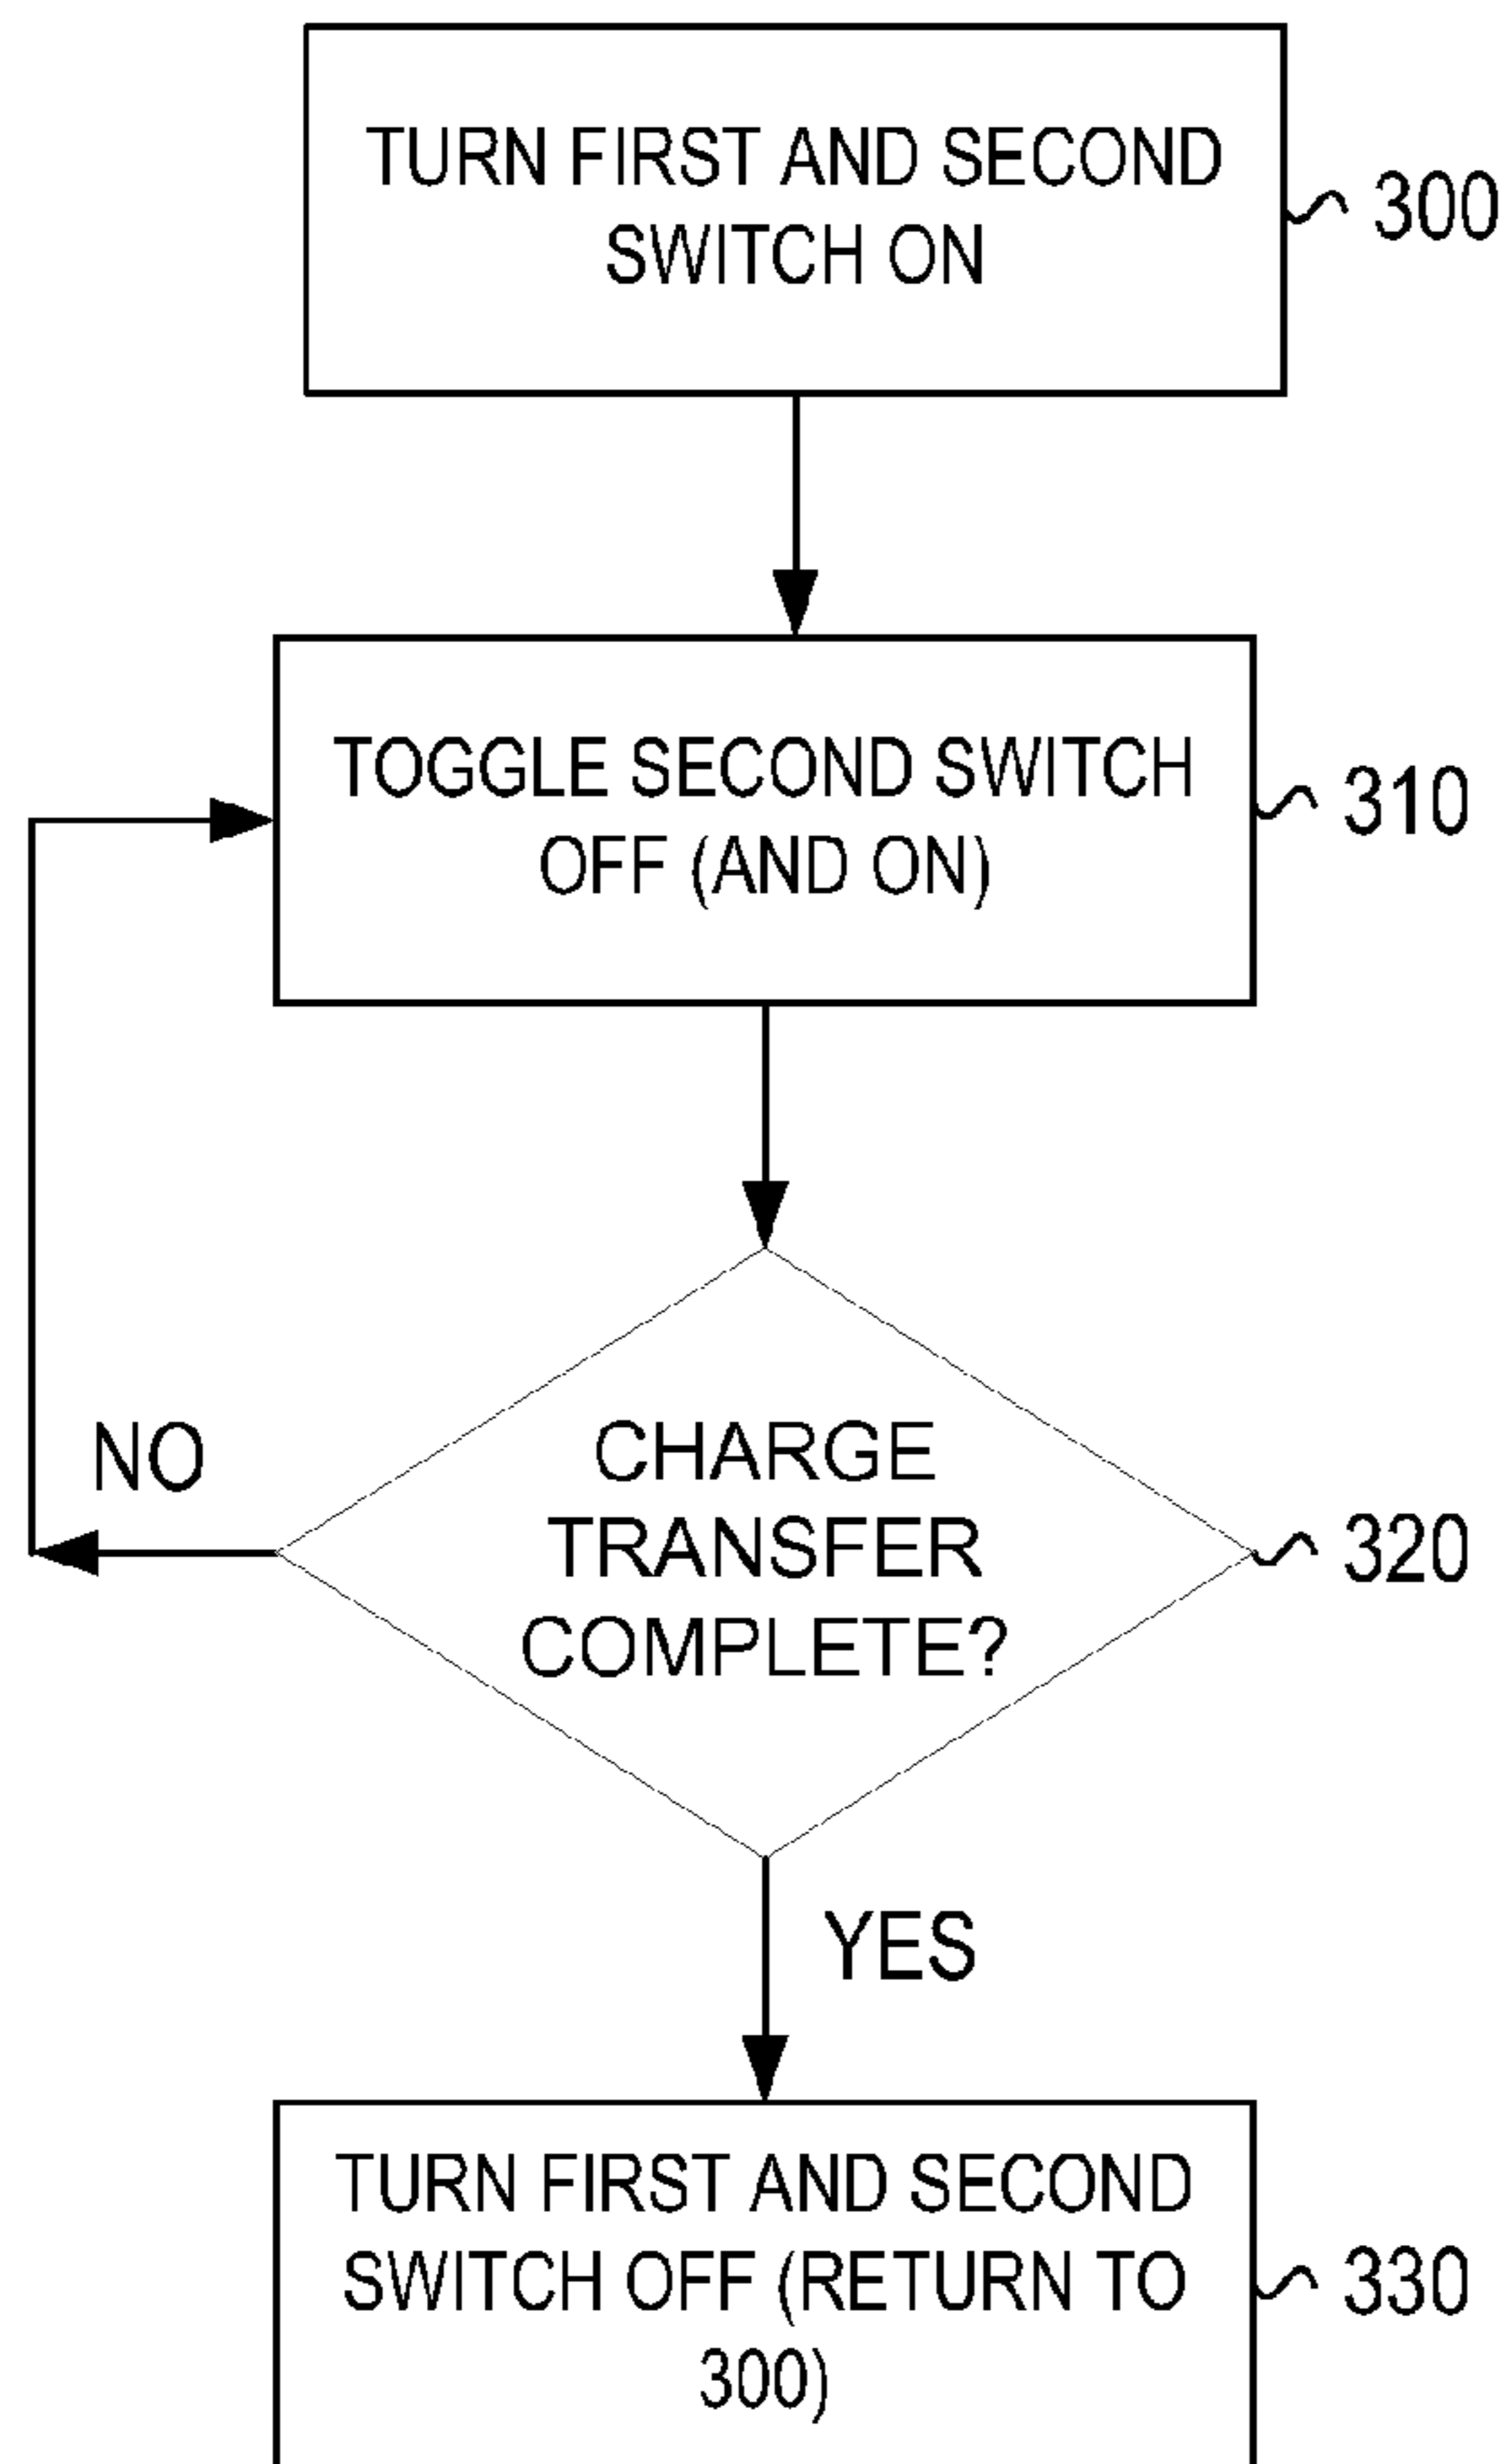 TURN FIRST AND SECOND
SWITCH ON
300
TOGGLE SECOND SWITCH
OFF (AND ON)
310
NO
CHARGE
TRANSFER
COMPLETE?
320
YES
TURN FIRST AND SECOND
SWITCH OFF (RETURN TO
300)
330